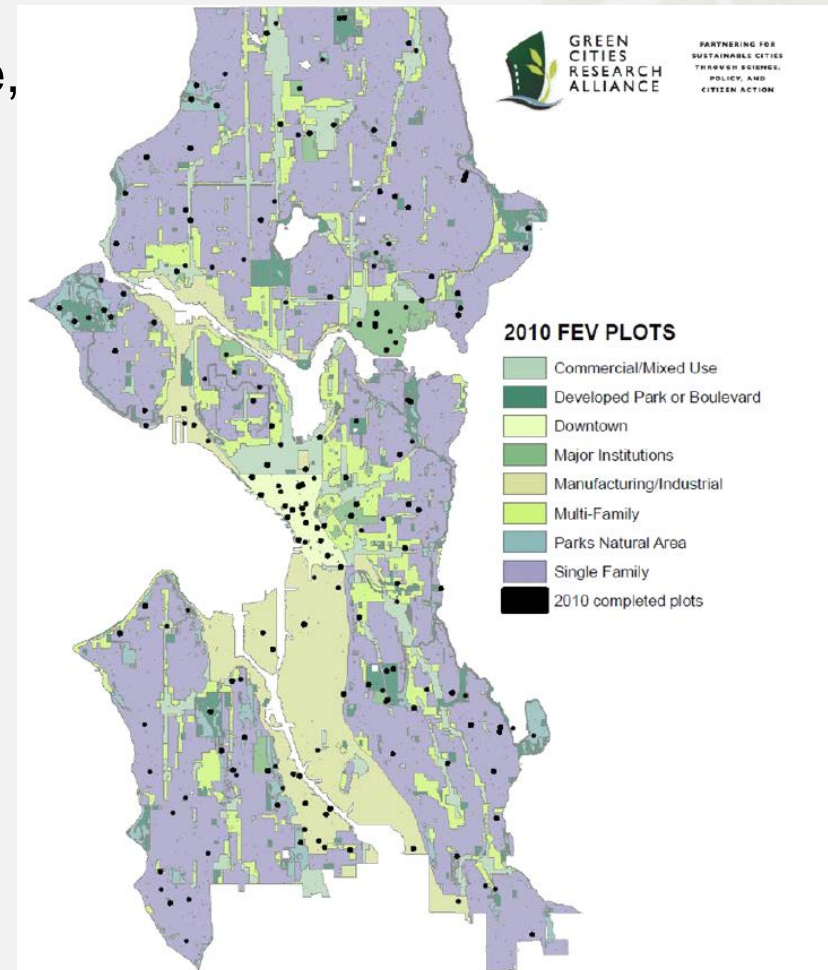 e,
GREEN
CITIES
RESEARCH
ALLIANCE
PARTNERING FOR
SUSTAINABLE CITIES
THROUGH SCIENCE,
POLICY, AND
CITIZEN ACTION
2010 FEV PLOTS
Commercial/Mixed Use
Developed Park or Boulevard
Downtown
Major Institutions
Manufacturing/Industrial
Multi-Family
Parks Natural Area
Single Family
2010 completed plots